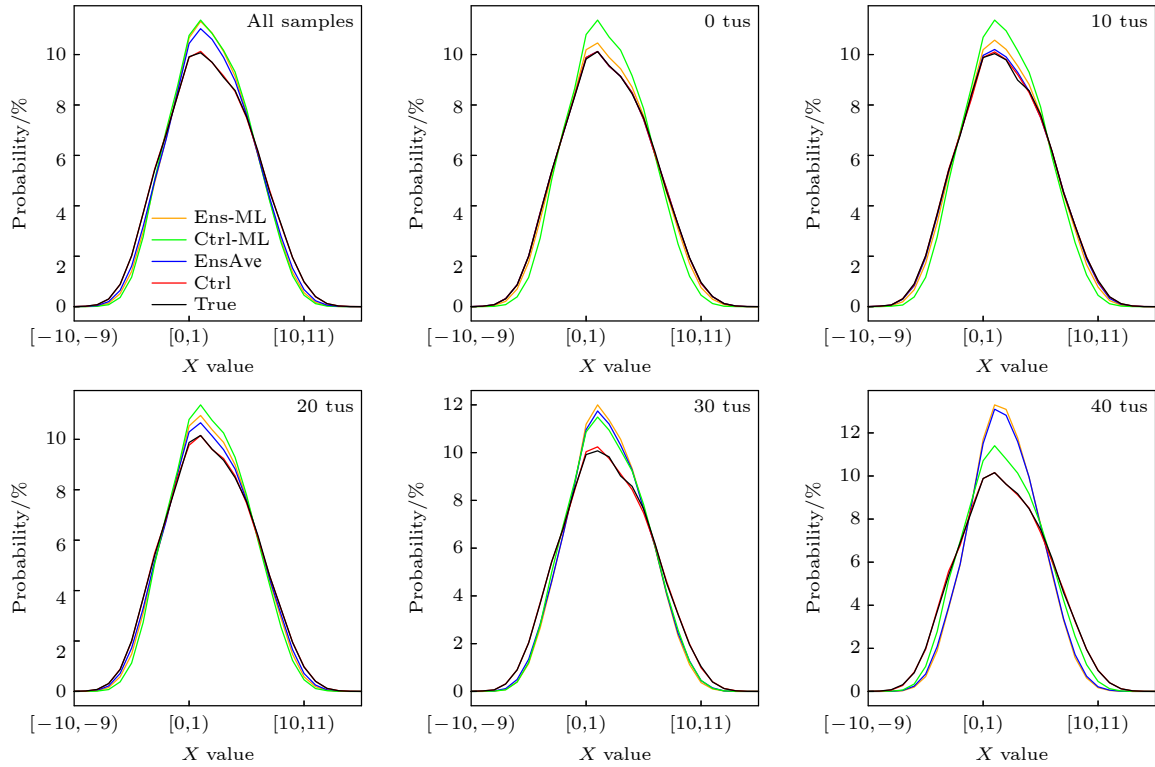 All samples
Probability/%
10
8
6
4
2
0
Ens-ML
Ctrl-ML
EnsAve
Ctrl
True
[−10,−9)
[0,1)
[10,11)
X value
0 tus
Probability/%
10
8
6
4
2
0
[−10,−9)
[0,1)
[10,11)
X value
10 tus
Probability/%
10
8
6
4
2
0
[−10,−9)
[0,1)
[10,11)
X value
20 tus
Probability/%
10
8
6
4
2
0
[−10,−9)
[0,1)
[10,11)
X value
30 tus
Probability/%
12
10
8
6
4
2
0
[−10,−9)
[0,1)
[10,11)
X value
40 tus
Probability/%
12
10
8
6
4
2
0
[−10,−9)
[0,1)
[10,11)
X value